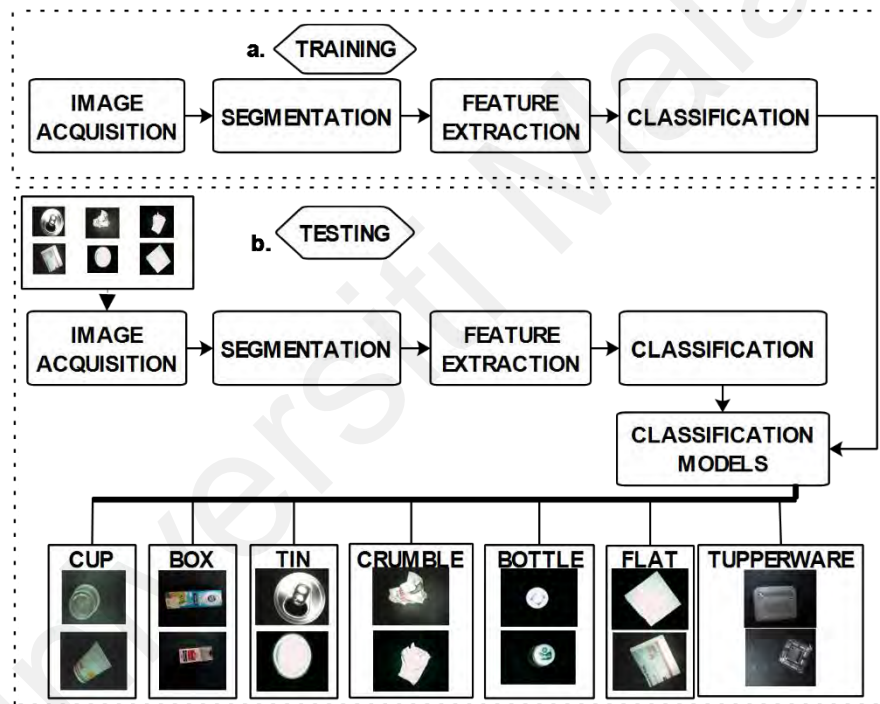 a. TRAINING
IMAGE
ACQUISITION
SEGMENTATION
FEATURE
EXTRACTION
CLASSIFICATION
b. TESTING
IMAGE
ACQUISITION
SEGMENTATION
FEATURE
EXTRACTION
CLASSIFICATION
CLASSIFICATION
MODELS
CUP
BOX
TIN
CRUMBLE
BOTTLE
FLAT
TUPPERWARE